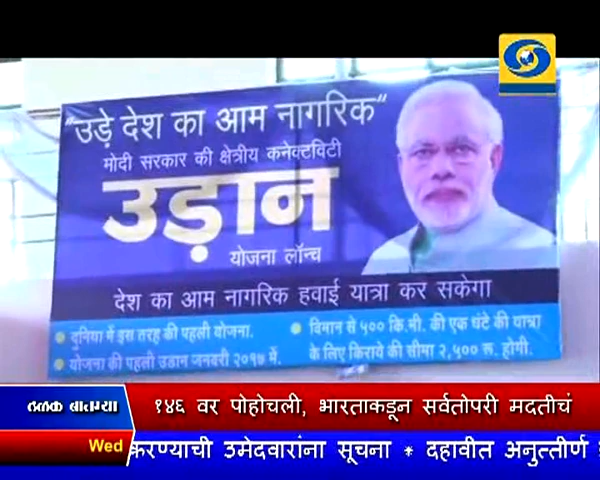 "उड़े देश का आम नागरिक"
मोदी सरकार की क्षेत्रीय कनेक्टविटी
उड़ान
योजना लॉन्च
देश का आम नागरिक हवाई यात्रा कर सकेगा
दुनिया में इस तरह की पहली योजना.
योजना की पहली उडान जनवरी २०१७ में.
विमान से ५०० कि.मी. की एक घंटे की यात्रा
के लिए किराये की सीमा २,५०० रू. होगी.
ठळक बातम्या
१४६ वर पोहोचली, भारताकडून सर्वतोपरी मदतीचं
Wed
करण्याची उमेदवारांना सूचना * दहावीत अनुत्तीर्ण